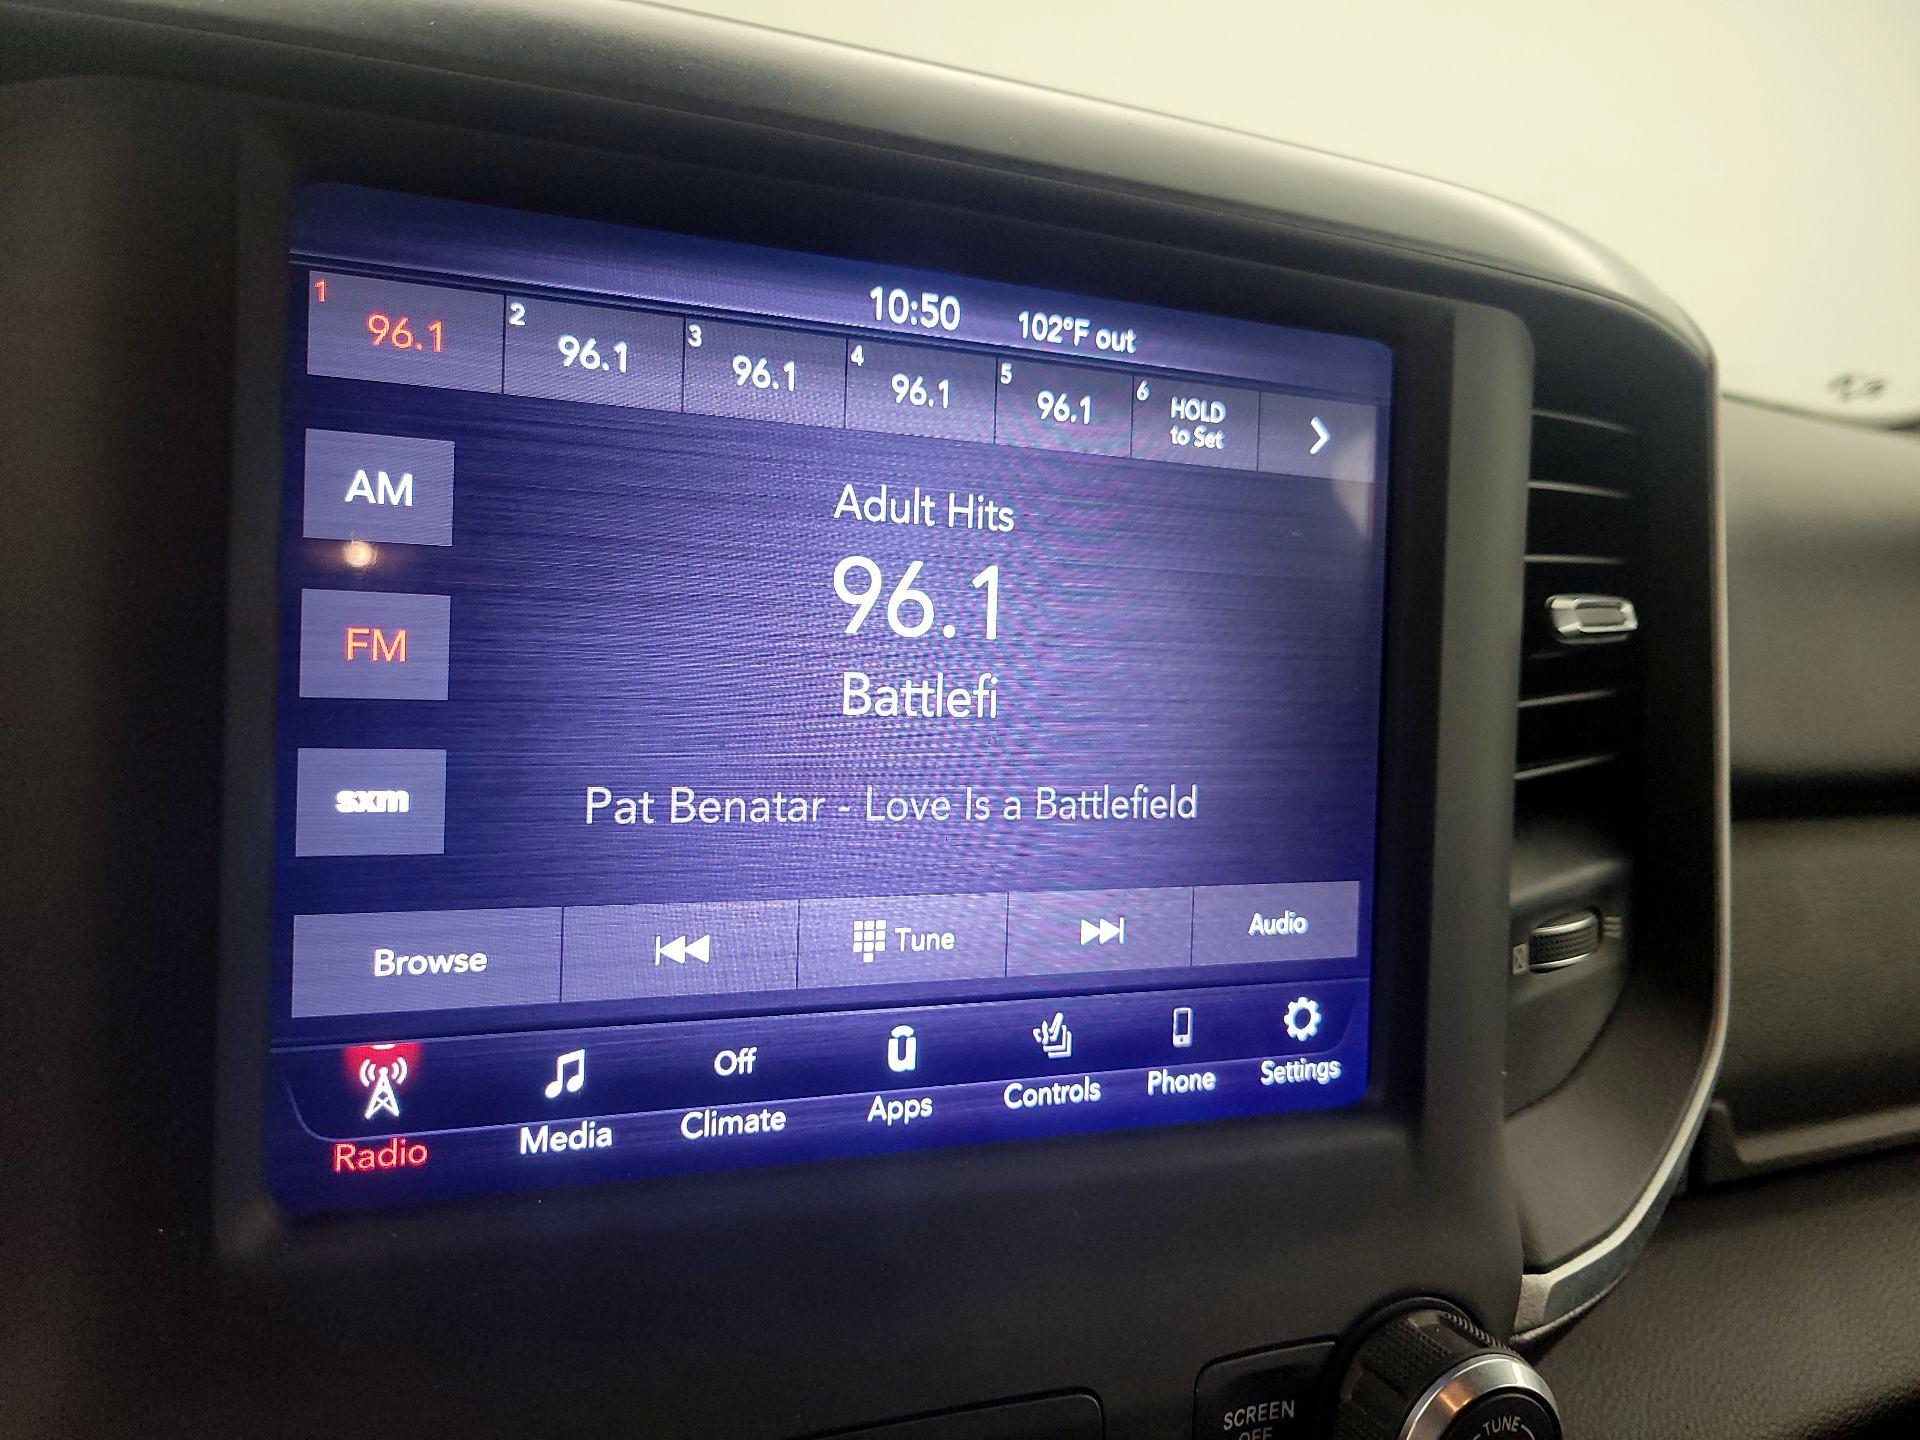 10:50 102°F out
1 96.1 2 96.1 3 96.1 4 96.1 5 96.1 6 HOLD
to Set
AM
Adult Hits
96.1
FM
Battlefi
sxm
Pat Benatar - Love Is a Battlefield
Browse Tune Audio
Off
Radio Media Climate Apps Controls Phone Settings
SCREEN
OFF
TUNE